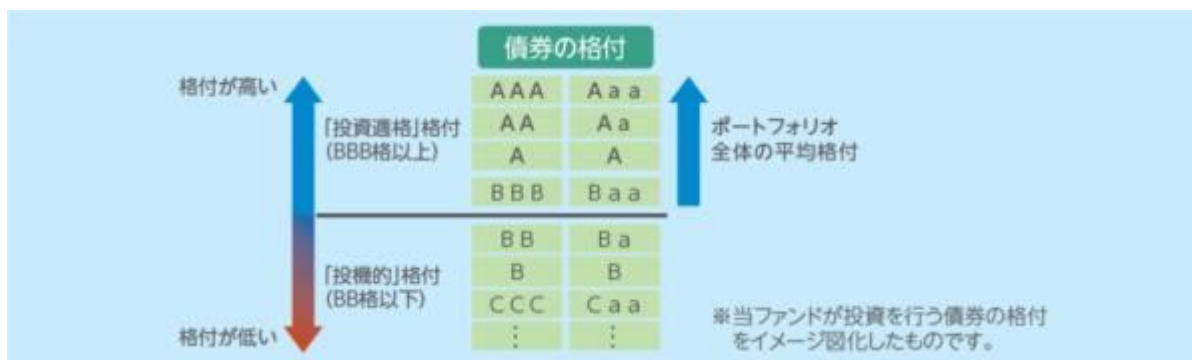 債券の格付
格付が高い
「投資適格」格付
(BBB格以上)
AAA Aaa
AA Aa
A A
BBB Baa
ポートフォリオ
全体の平均格付
「投機的」格付
(BB格以下)
BB Ba
B B
CCC Caa
⋮ ⋮
格付が低い
※当ファンドが投資を行う債券の格付
をイメージ図化したものです。